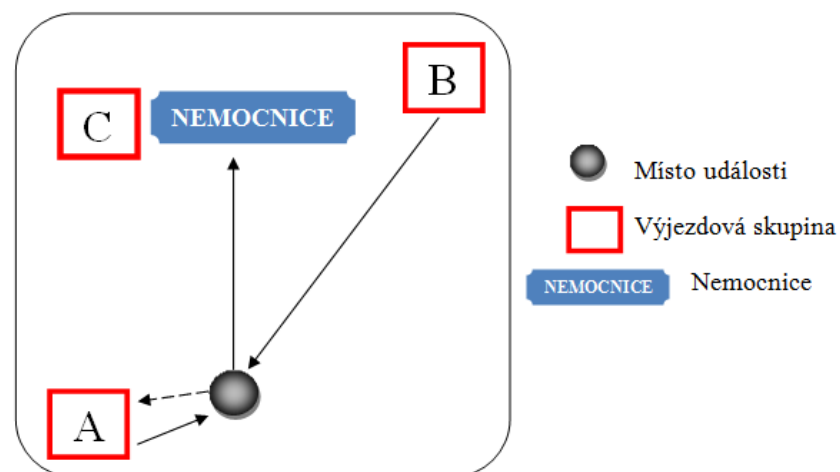 B
C
NEMOCNICE
A
Místo události
Výjezdová skupina
NEMOCNICE
Nemocnice